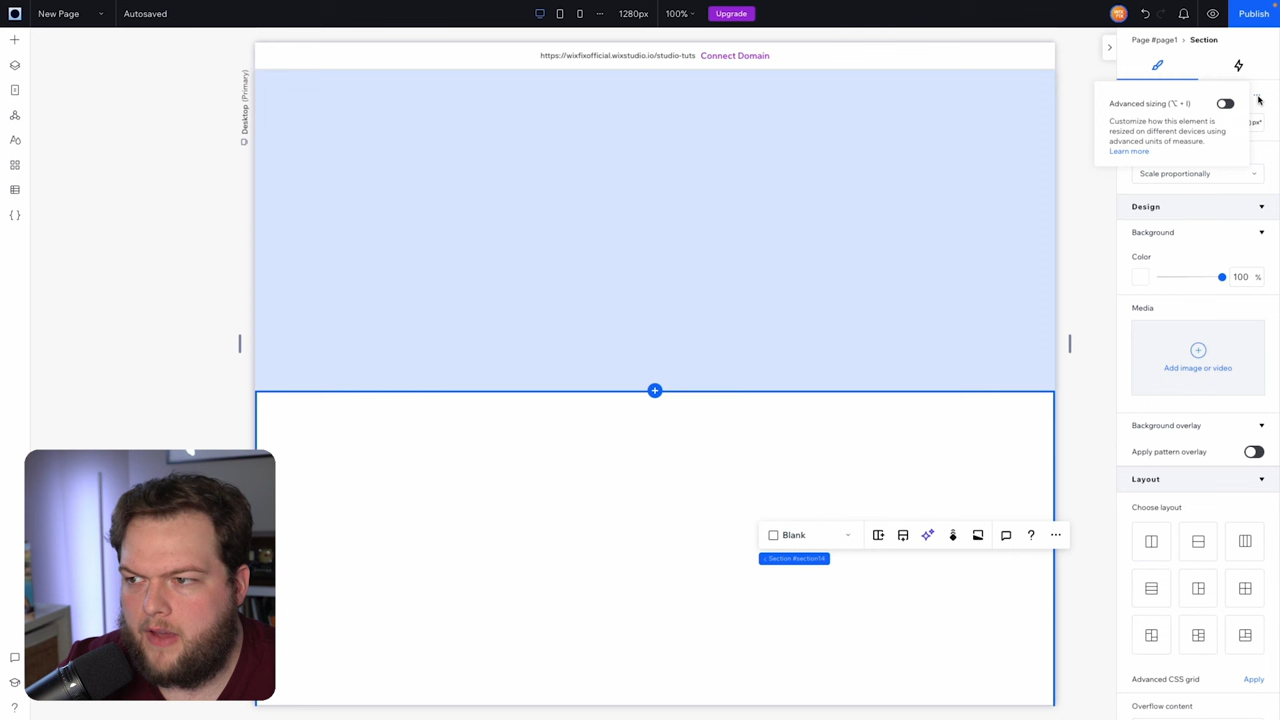 New Page
Autosaved
1280px
100%
Upgrade
Publish
https://wixfixofficial.wixstudio.io/studio-tuts Connect Domain
Desktop (Primary)
Page #page1 › Section
Advanced sizing (⌥ + I)
Customize how this element is
resized on different devices using
advanced units of measure.
Learn more
px*
Scale proportionally
Design
Background
Color
100 %
Media
Add image or video
Background overlay
Apply pattern overlay
Layout
Choose layout
Blank
‹ Section #section14
Advanced CSS grid
Apply
Overflow content